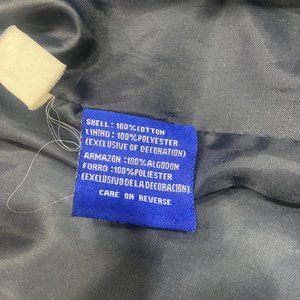 SHELL: 100%COTTON
LINING: 100%POLYESTER
(EXCLUSIVE OF DECORATION)
ARMAZON: 100%ALGODON
FORRO: 100%POLIESTER
(EXCLUSIVO DE LA DECORACION)
CARE ON REVERSE